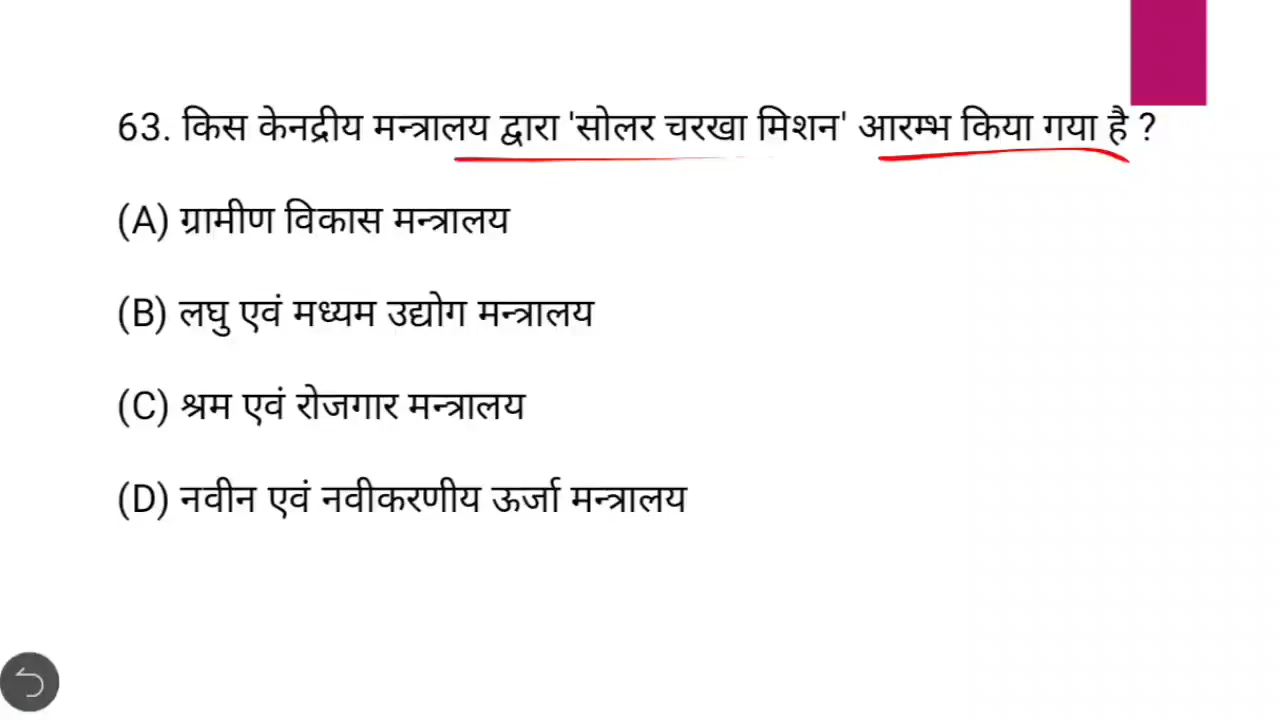 63. किस केनद्रीय मन्त्रालय द्वारा 'सोलर चरखा मिशन' आरम्भ किया गया है ?
(A) ग्रामीण विकास मन्त्रालय
(B) लघु एवं मध्यम उद्योग मन्त्रालय
(C) श्रम एवं रोजगार मन्त्रालय
(D) नवीन एवं नवीकरणीय ऊर्जा मन्त्रालय